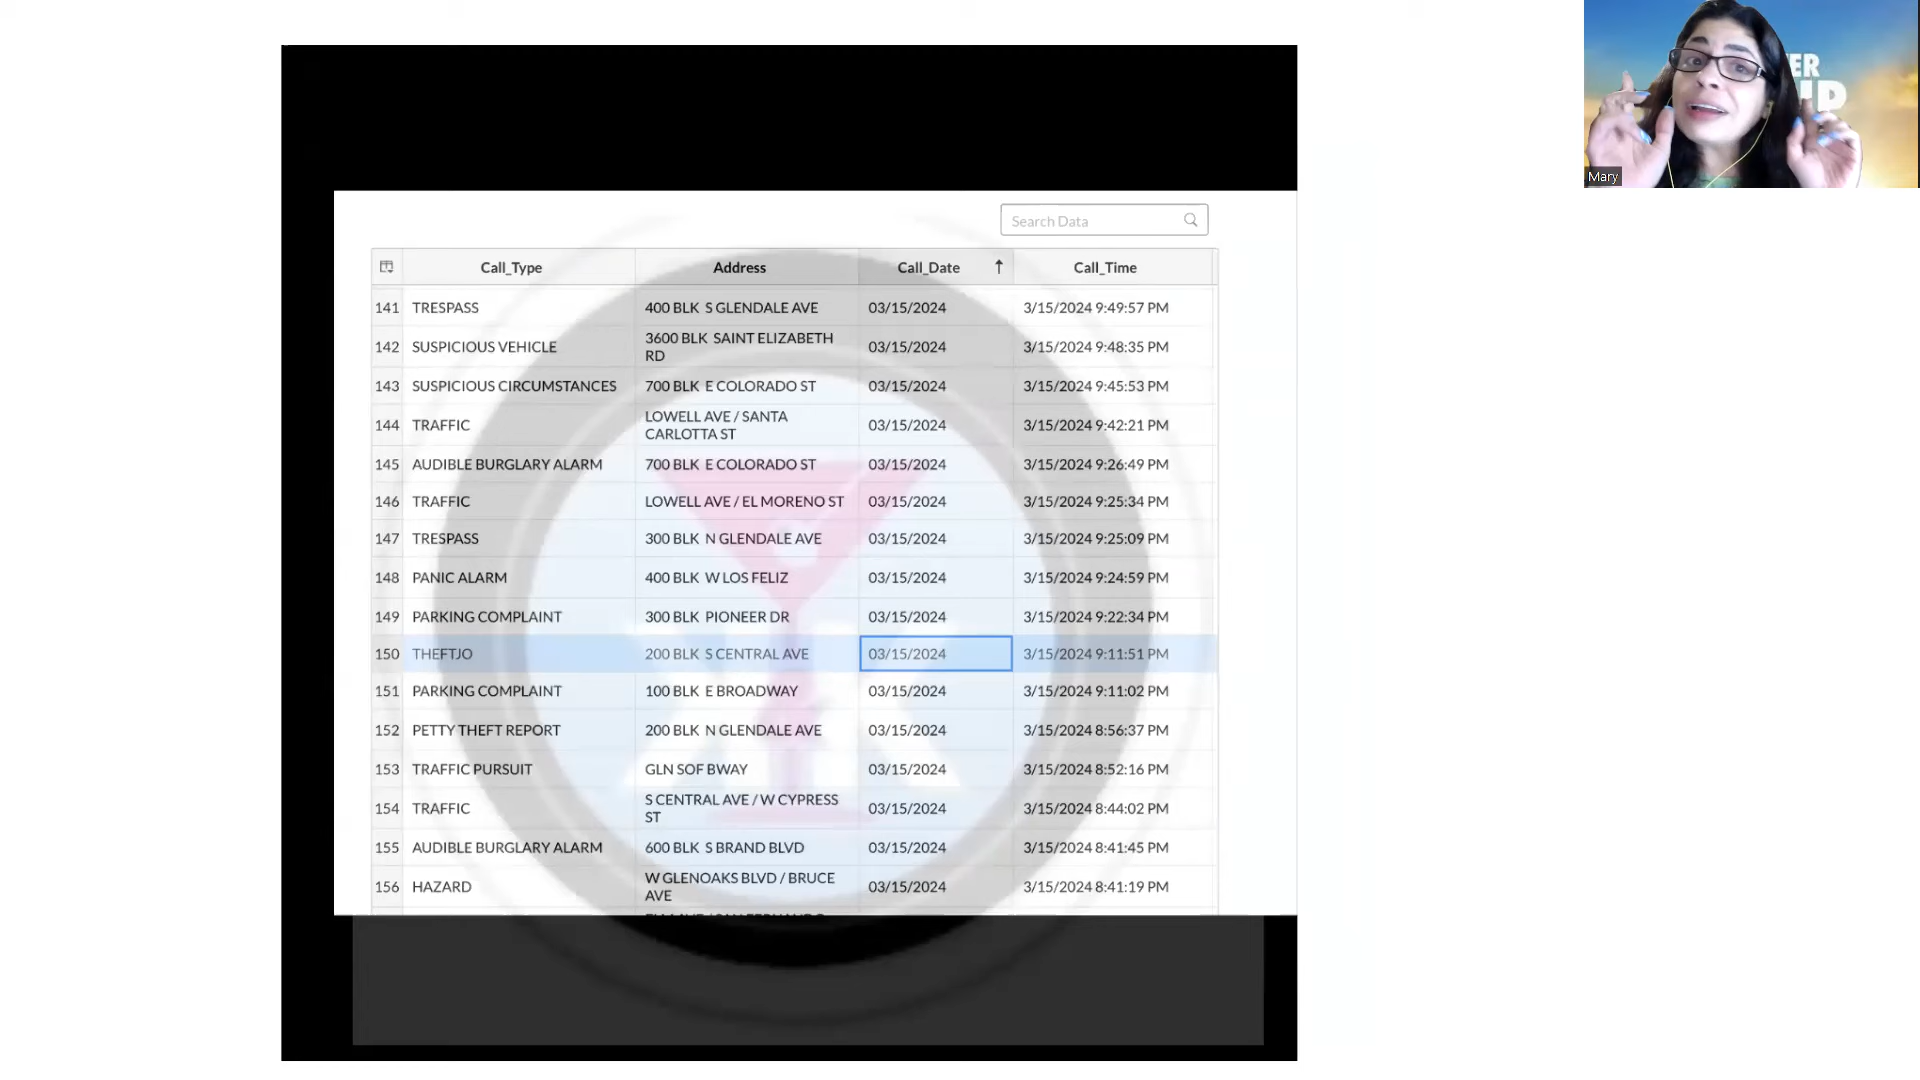 ER
Mary
Search Data
Call_Type Address Call_Date Call_Time
141 TRESPASS 400 BLK S GLENDALE AVE 03/15/2024 3/15/2024 9:49:57 PM
142 SUSPICIOUS VEHICLE 3600 BLK SAINT ELIZABETH RD 03/15/2024 3/15/2024 9:48:35 PM
143 SUSPICIOUS CIRCUMSTANCES 700 BLK E COLORADO ST 03/15/2024 3/15/2024 9:45:53 PM
144 TRAFFIC LOWELL AVE / SANTA CARLOTTA ST 03/15/2024 3/15/2024 9:42:21 PM
145 AUDIBLE BURGLARY ALARM 700 BLK E COLORADO ST 03/15/2024 3/15/2024 9:26:49 PM
146 TRAFFIC LOWELL AVE / EL MORENO ST 03/15/2024 3/15/2024 9:25:34 PM
147 TRESPASS 300 BLK N GLENDALE AVE 03/15/2024 3/15/2024 9:25:09 PM
148 PANIC ALARM 400 BLK W LOS FELIZ 03/15/2024 3/15/2024 9:24:59 PM
149 PARKING COMPLAINT 300 BLK PIONEER DR 03/15/2024 3/15/2024 9:22:34 PM
150 THEFTJO 200 BLK S CENTRAL AVE 03/15/2024 3/15/2024 9:11:51 PM
151 PARKING COMPLAINT 100 BLK E BROADWAY 03/15/2024 3/15/2024 9:11:02 PM
152 PETTY THEFT REPORT 200 BLK N GLENDALE AVE 03/15/2024 3/15/2024 8:56:37 PM
153 TRAFFIC PURSUIT GLN SOF BWAY 03/15/2024 3/15/2024 8:52:16 PM
154 TRAFFIC S CENTRAL AVE / W CYPRESS ST 03/15/2024 3/15/2024 8:44:02 PM
155 AUDIBLE BURGLARY ALARM 600 BLK S BRAND BLVD 03/15/2024 3/15/2024 8:41:45 PM
156 HAZARD W GLENOAKS BLVD / BRUCE AVE 03/15/2024 3/15/2024 8:41:19 PM